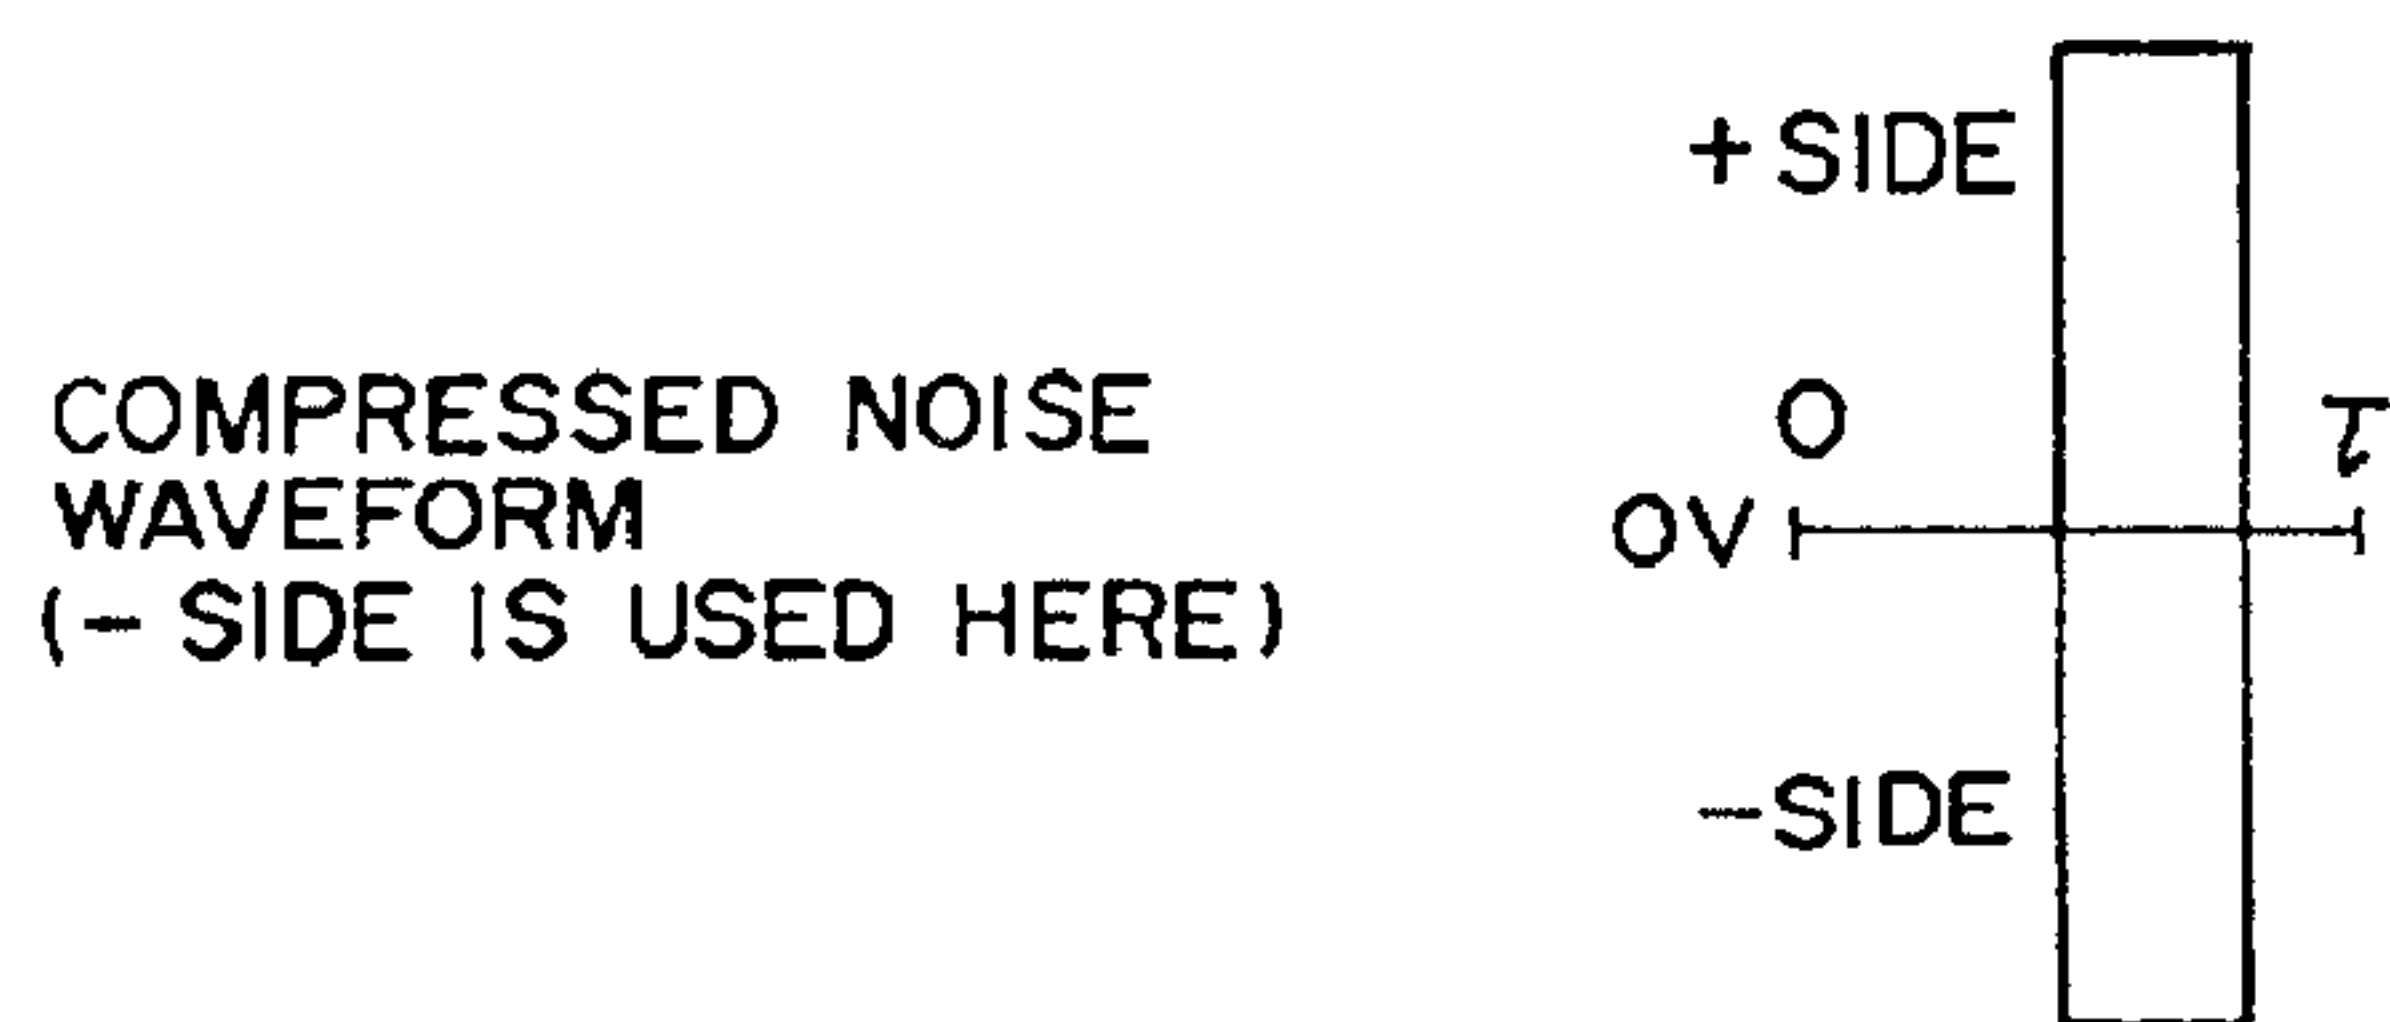 COMPRESSED NOISE
WAVEFORM
(- SIDE IS USED HERE)
+ SIDE
O
τ
OV
-SIDE